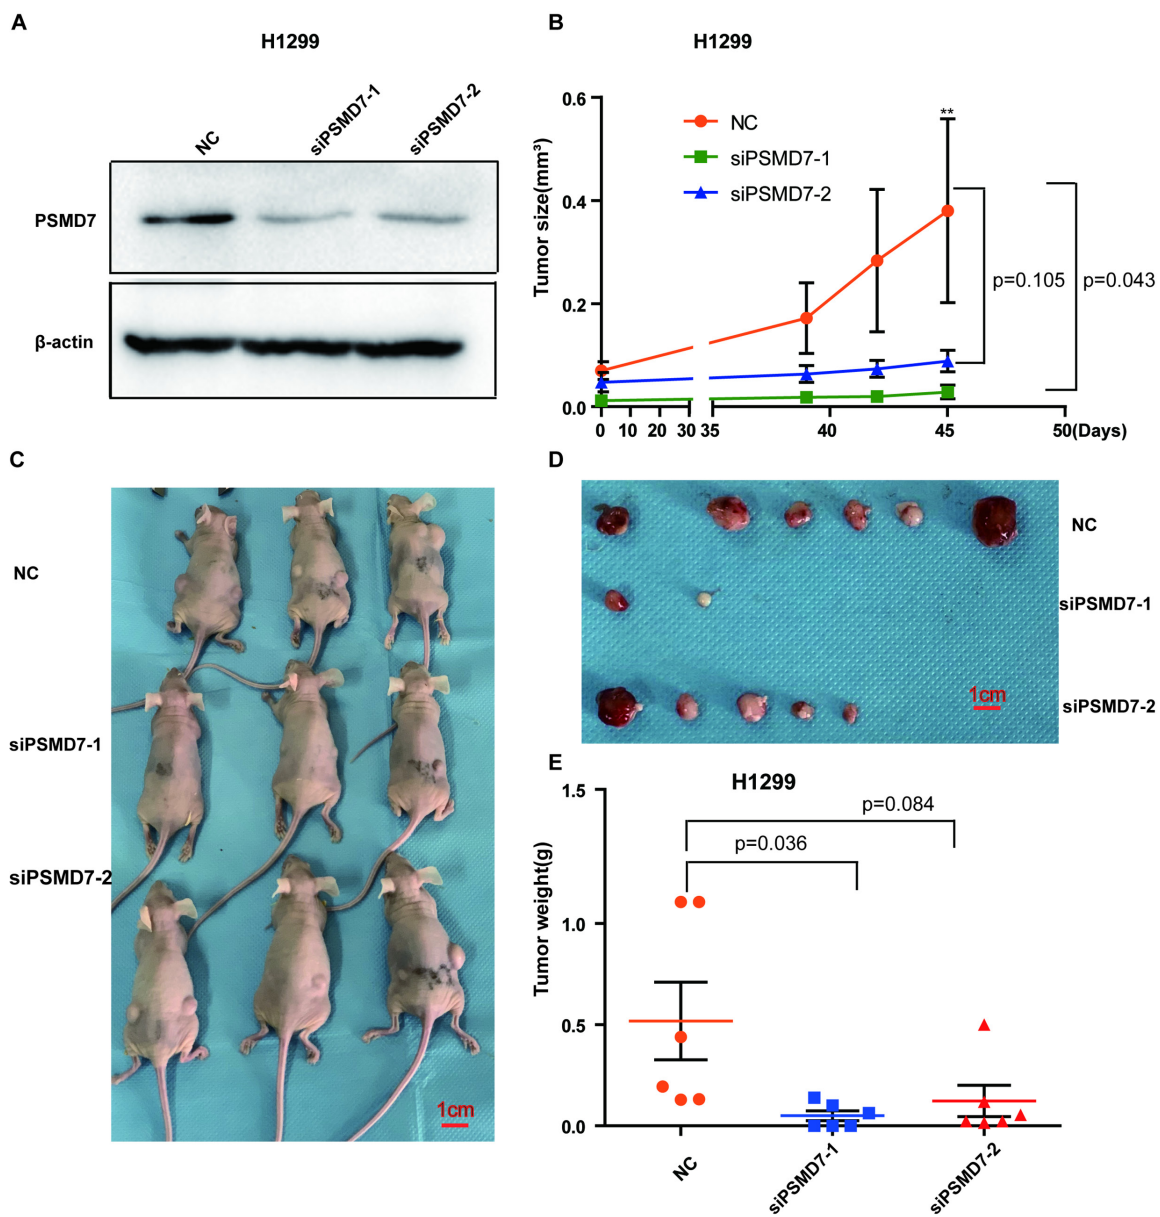 A
H1299
NC
siPSMD7-1
siPSMD7-2
PSMD7
β-actin
B
H1299
0.6
0.4
0.2
0.0
Tumor size(mm³)
NC
siPSMD7-1
siPSMD7-2
**
p=0.105
p=0.043
0 10 20 30 35 40 45 50(Days)
C
NC
siPSMD7-1
siPSMD7-2
1cm
D
NC
siPSMD7-1
siPSMD7-2
1cm
E
H1299
1.5
1.0
0.5
0.0
Tumor weight(g)
p=0.084
p=0.036
NC
siPSMD7-1
siPSMD7-2